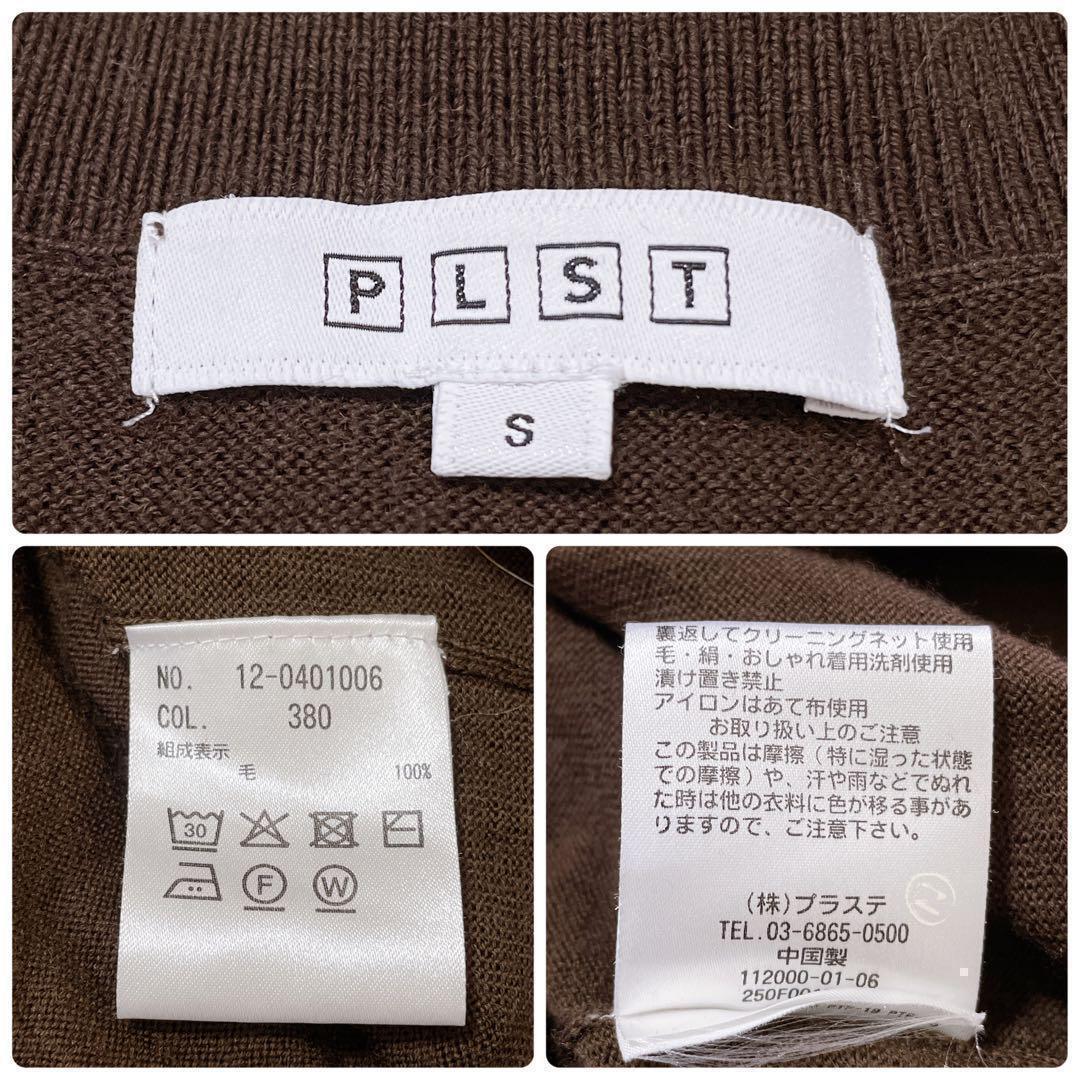 PLST
S
NO. 12-0401006
COL. 380
組成表示
毛 100%
30
F W
裏返してクリーニングネット使用
毛・絹・おしゃれ着用洗剤使用
漬け置き禁止
アイロンはあて布使用
お取り扱い上のご注意
この製品は摩擦(特に湿った状態
での摩擦)や、汗や雨などでぬれ
た時は他の衣料に色が移る事があ
りますので、ご注意下さい。
(株)プラステ
TEL.03-6865-0500
中国製
112000-01-06